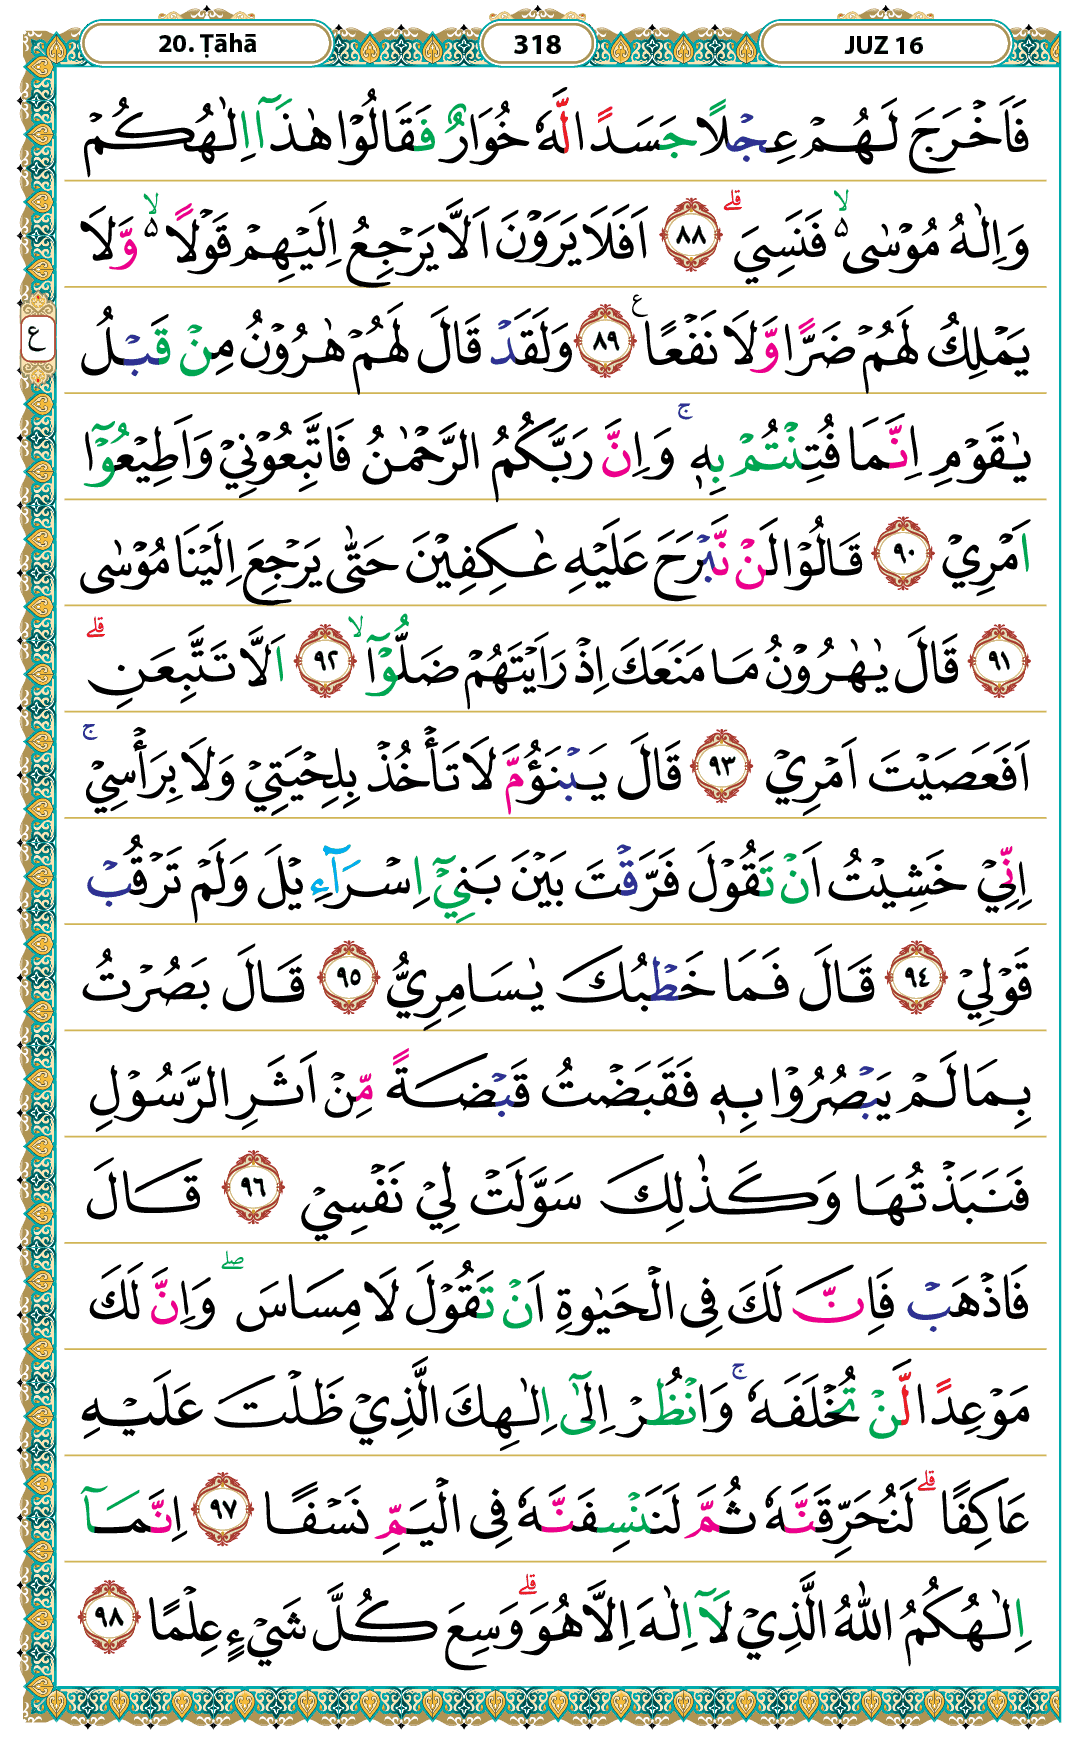 20. Ṭāhā 318 JUZ 16
فَاَخْرَجَ لَهُمْ عِجْلًا جَسَدًا لَّهٗ خُوَارٌ فَقَالُوْا هٰذَاۤ اِلٰهُكُمْ
وَاِلٰهُ مُوْسٰى ۬ۙ فَنَسِيَ ؕ ﴿٨٨﴾ اَفَلَا يَرَوْنَ اَلَّا يَرْجِعُ اِلَيْهِمْ قَوْلًا ۬ۙ وَّلَا
يَمْلِكُ لَهُمْ ضَرًّا وَّلَا نَفْعًا ﴿٨٩﴾ۧ وَلَقَدْ قَالَ لَهُمْ هٰرُوْنُ مِنْ قَبْلُ
ع
يٰقَوْمِ اِنَّمَا فُتِنْتُمْ بِهٖ ۚ وَاِنَّ رَبَّكُمُ الرَّحْمٰنُ فَاتَّبِعُوْنِيْ وَاَطِيْعُوْۤا
اَمْرِيْ ﴿٩٠﴾ قَالُوْا لَنْ نَّبْرَحَ عَلَيْهِ عٰكِفِيْنَ حَتّٰى يَرْجِعَ اِلَيْنَا مُوْسٰى
﴿٩١﴾ قَالَ يٰهٰرُوْنُ مَا مَنَعَكَ اِذْ رَاَيْتَهُمْ ضَلُّوْۤا ۙ ﴿٩٢﴾ اَلَّا تَتَّبِعَنِ ؕ
اَفَعَصَيْتَ اَمْرِيْ ﴿٩٣﴾ قَالَ يَبْنَؤُمَّ لَا تَأْخُذْ بِلِحْيَتِيْ وَلَا بِرَأْسِيْ ۚ
اِنِّيْ خَشِيْتُ اَنْ تَقُوْلَ فَرَّقْتَ بَيْنَ بَنِيْۤ اِسْرَآءِيْلَ وَلَمْ تَرْقُبْ
قَوْلِيْ ﴿٩٤﴾ قَالَ فَمَا خَطْبُكَ يٰسَامِرِيُّ ﴿٩٥﴾ قَالَ بَصُرْتُ
بِمَا لَمْ يَبْصُرُوْا بِهٖ فَقَبَضْتُ قَبْضَةً مِّنْ اَثَرِ الرَّسُوْلِ
فَنَبَذْتُهَا وَكَذٰلِكَ سَوَّلَتْ لِيْ نَفْسِيْ ﴿٩٦﴾ قَالَ
فَاذْهَبْ فَاِنَّ لَكَ فِى الْحَيٰوةِ اَنْ تَقُوْلَ لَا مِسَاسَ ۖ وَاِنَّ لَكَ
مَوْعِدًا لَّنْ تُخْلَفَهٗ ۚ وَانْظُرْ اِلٰۤى اِلٰهِكَ الَّذِيْ ظَلْتَ عَلَيْهِ
عَاكِفًا ؕ لَنُحَرِّقَنَّهٗ ثُمَّ لَنَنْسِفَنَّهٗ فِى الْيَمِّ نَسْفًا ﴿٩٧﴾ اِنَّمَاۤ
اِلٰهُكُمُ اللّٰهُ الَّذِيْ لَاۤ اِلٰهَ اِلَّا هُوَ ؕ وَسِعَ كُلَّ شَيْءٍ عِلْمًا ﴿٩٨﴾